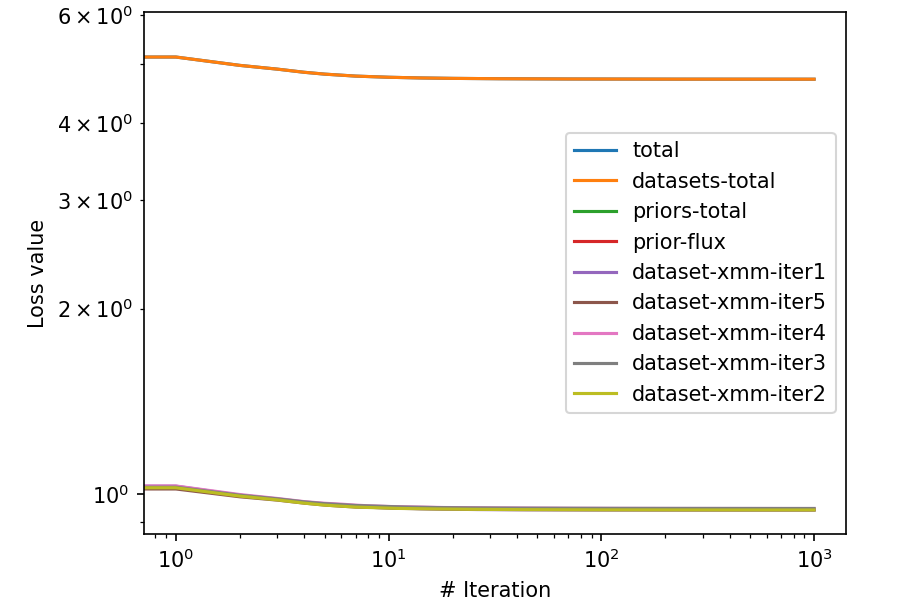 6 × 10⁰
4 × 10⁰
3 × 10⁰
2 × 10⁰
10⁰
Loss value
total
datasets-total
priors-total
prior-flux
dataset-xmm-iter1
dataset-xmm-iter5
dataset-xmm-iter4
dataset-xmm-iter3
dataset-xmm-iter2
10⁰ 10¹ 10² 10³
# Iteration